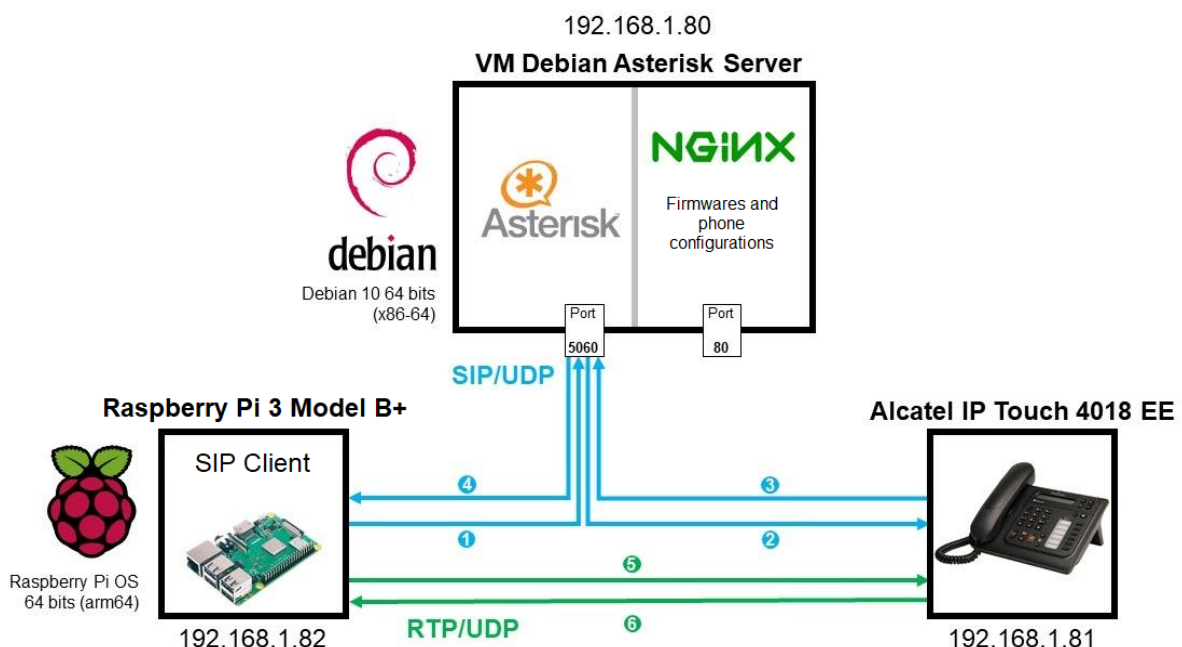 192.168.1.80
VM Debian Asterisk Server
debian
Debian 10 64 bits
(x86-64)
Asterisk
NGINX
Firmwares and
phone
configurations
Port
5060
Port
80
SIP/UDP
Raspberry Pi 3 Model B+
Alcatel IP Touch 4018 EE
SIP Client
4
3
1
2
5
Raspberry Pi OS
64 bits (arm64)
RTP/UDP
6
192.168.1.82
192.168.1.81